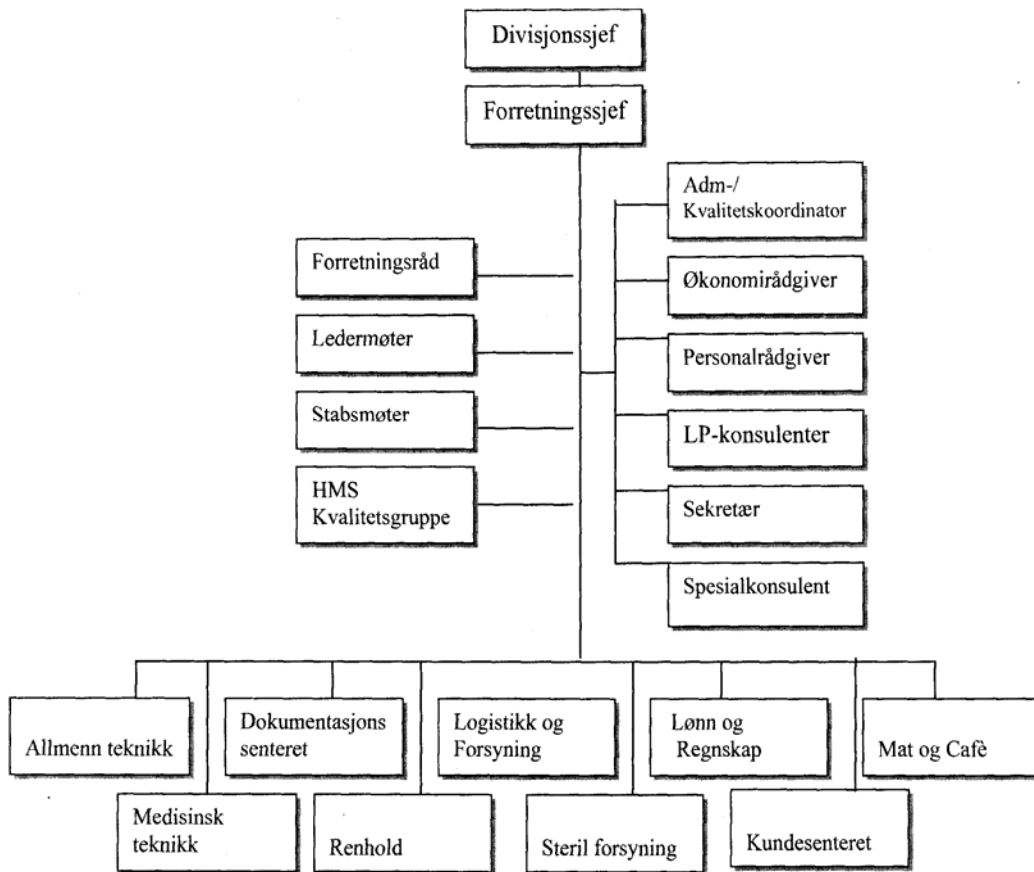 Divisjonssjef
Forretningssjef
Adm-/
Kvalitetskoordinator
Forretningsråd
Økonomirådgiver
Ledermøter
Personalrådgiver
Stabsmøter
LP-konsulenter
HMS
Kvalitetsgruppe
Sekretær
Spesialkonsulent
Allmenn teknikk
Dokumentasjons
senteret
Logistikk og
Forsyning
Lønn og
Regnskap
Mat og Cafè
Medisinsk
teknikk
Renhold
Steril forsyning
Kundesenteret